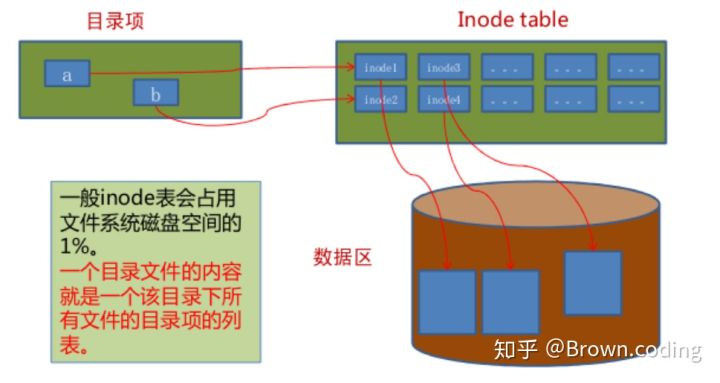 目录项
Inode table
a
b
inode1
inode3
...
...
...
inode2
inode4
...
...
...
一般inode表会占用
文件系统磁盘空间的
1%。
一个目录文件的内容
就是一个该目录下所
有文件的目录项的列
表。
数据区
知乎 @Brown.coding